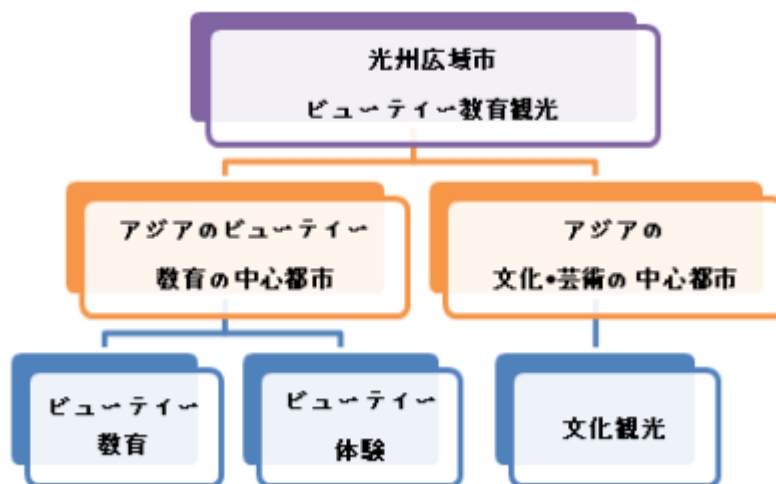 光州広域市
ビューティー教育観光
アジアのビューティー
教育の中心都市
アジアの
文化•芸術の 中心都市
ビューティー
教育
ビューティー
体験
文化観光